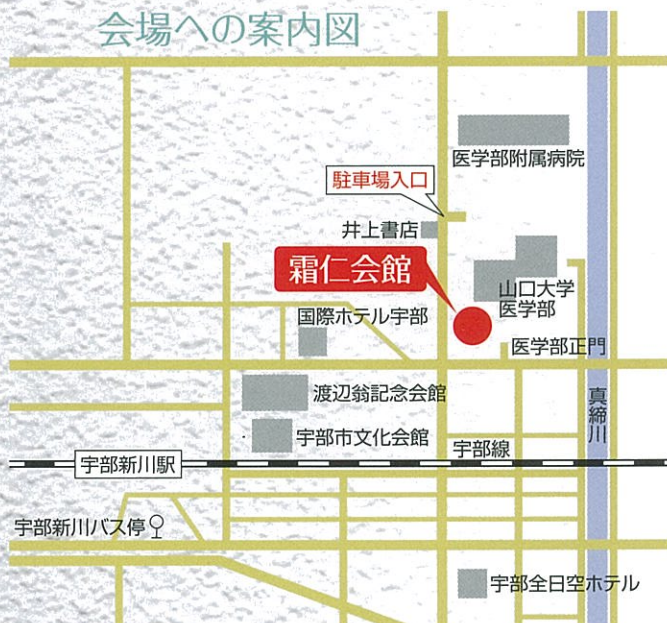 会場への案内図
医学部附属病院
駐車場入口
井上書店
霜仁会館
山口大学
医学部
国際ホテル宇部
医学部正門
渡辺翁記念会館
真締川
宇部市文化会館
宇部線
宇部新川駅
宇部新川バス停
宇部全日空ホテル